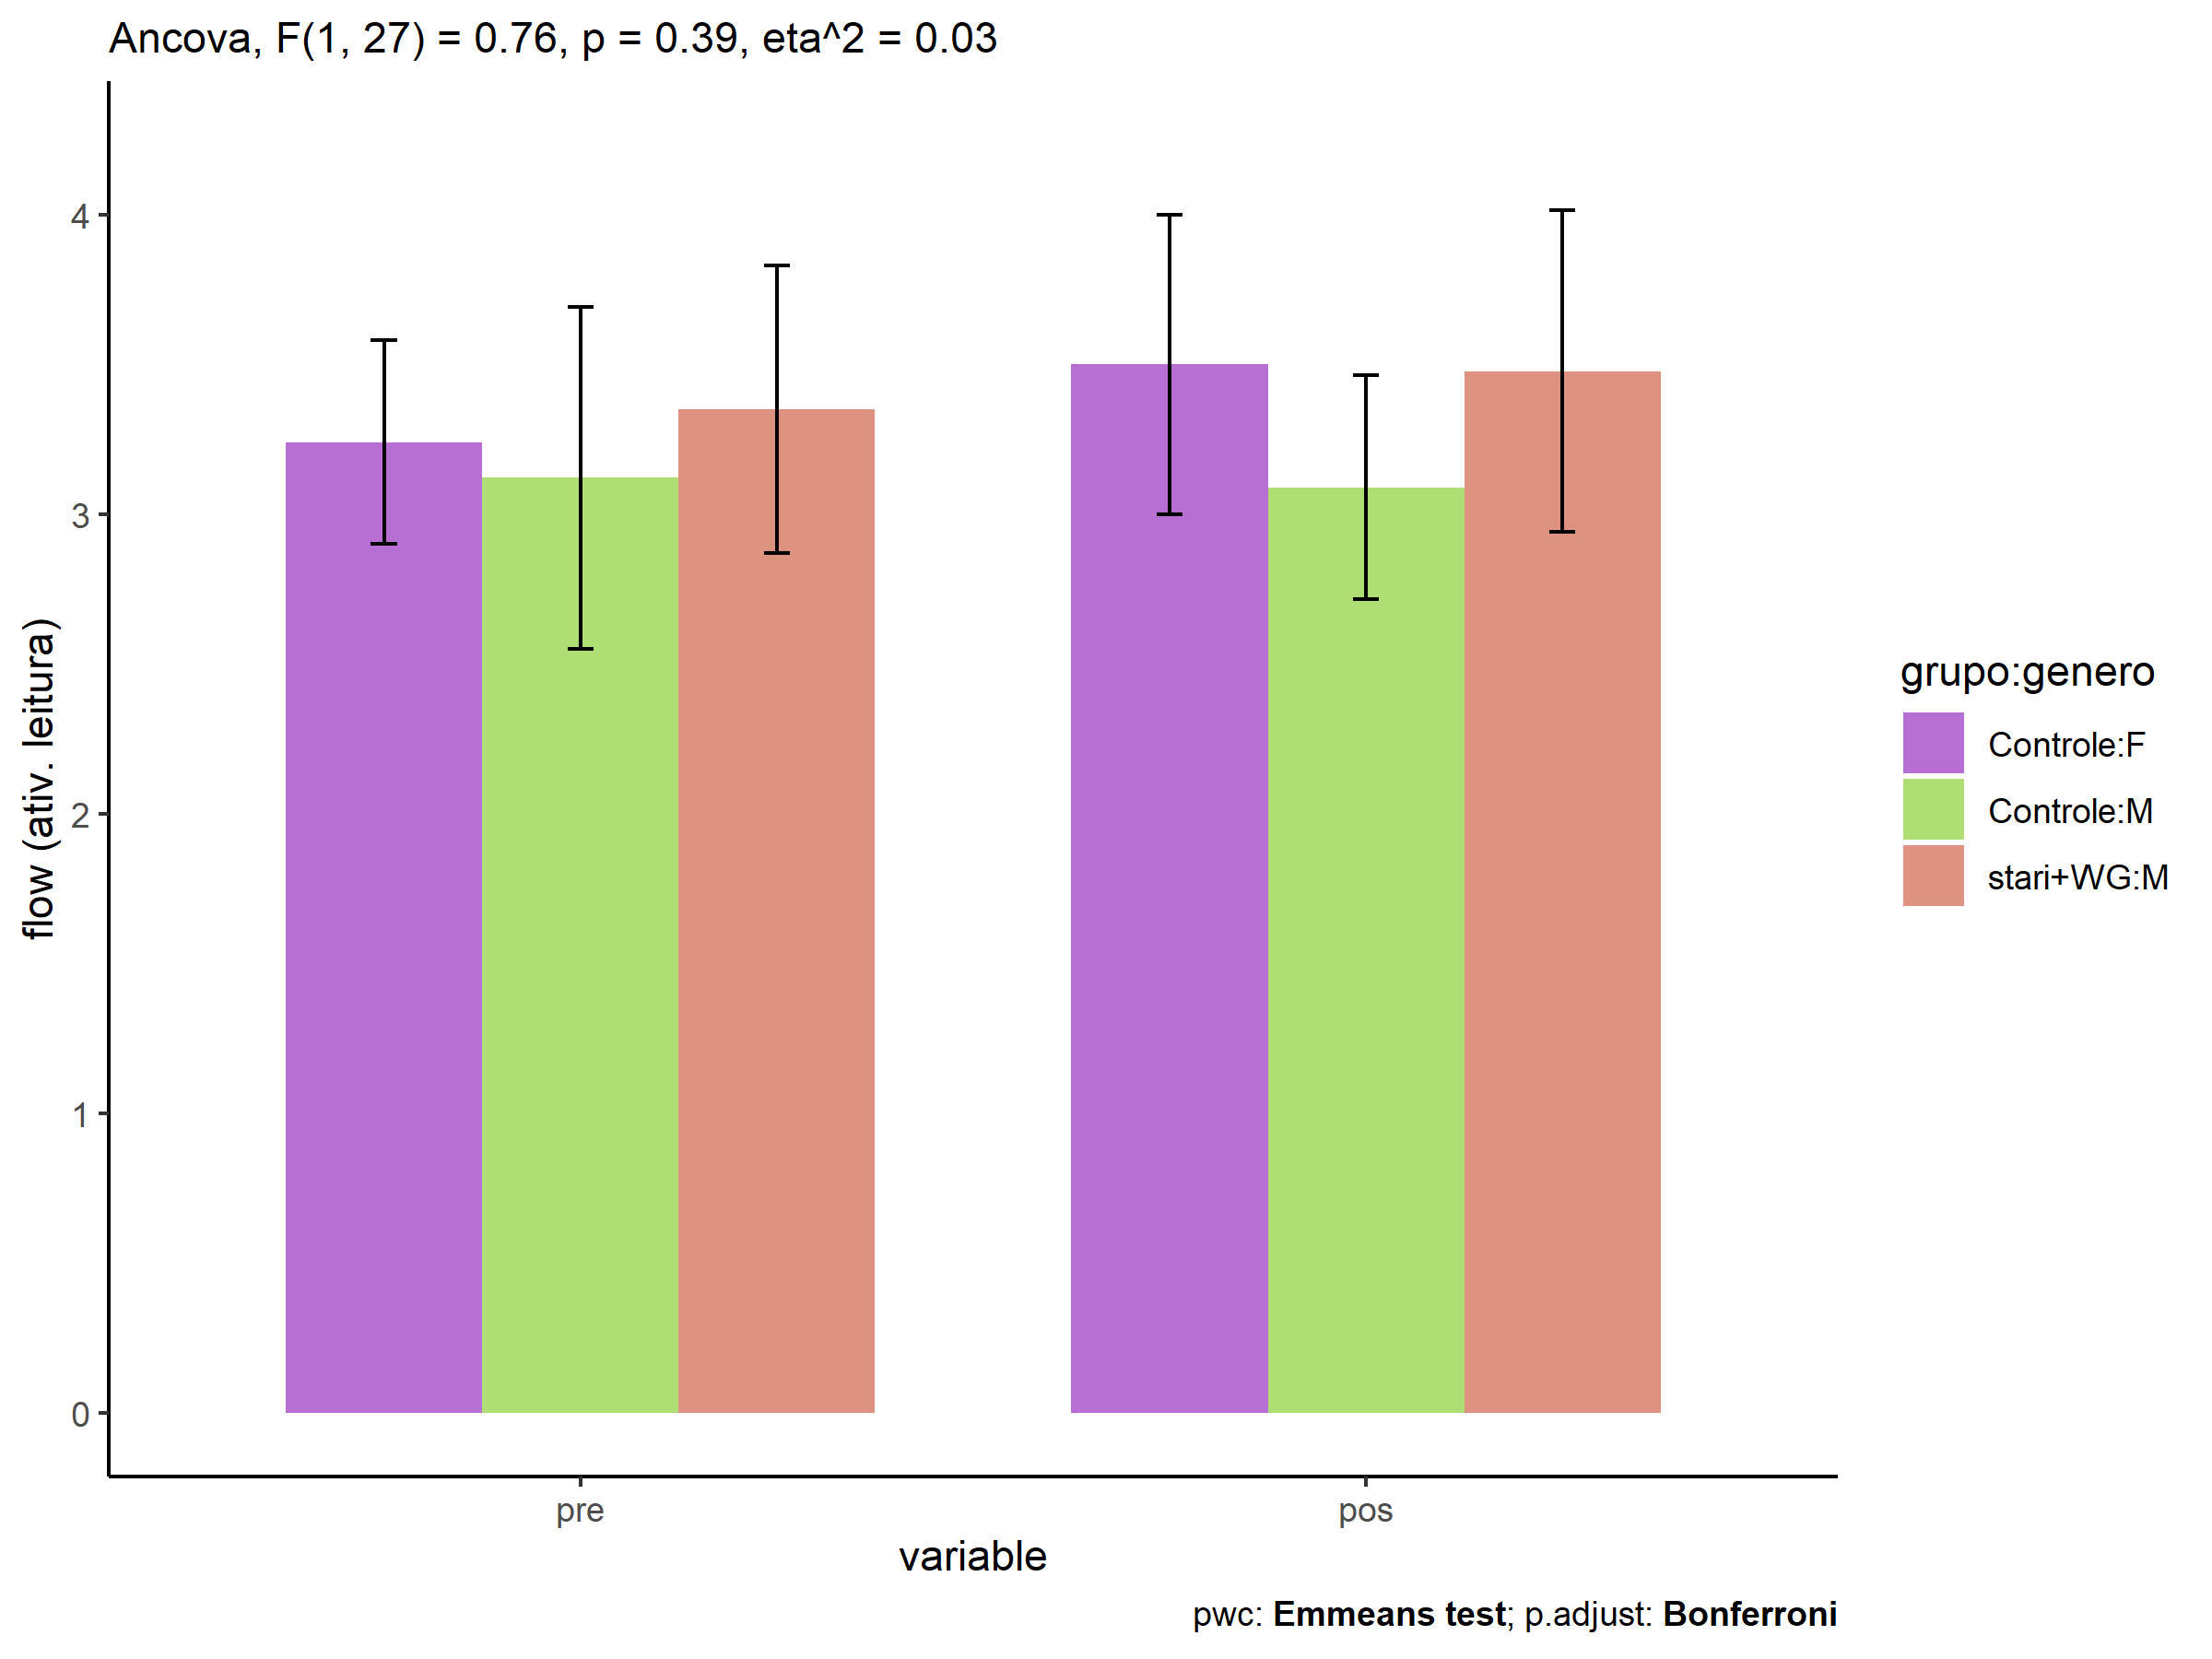 Ancova, F(1, 27) = 0.76, p = 0.39, eta^2 = 0.03
flow (ativ. leitura)
4
3
2
1
0
pre
pos
variable
grupo:genero
Controle:F
Controle:M
stari+WG:M
pwc: Emmeans test; p.adjust: Bonferroni